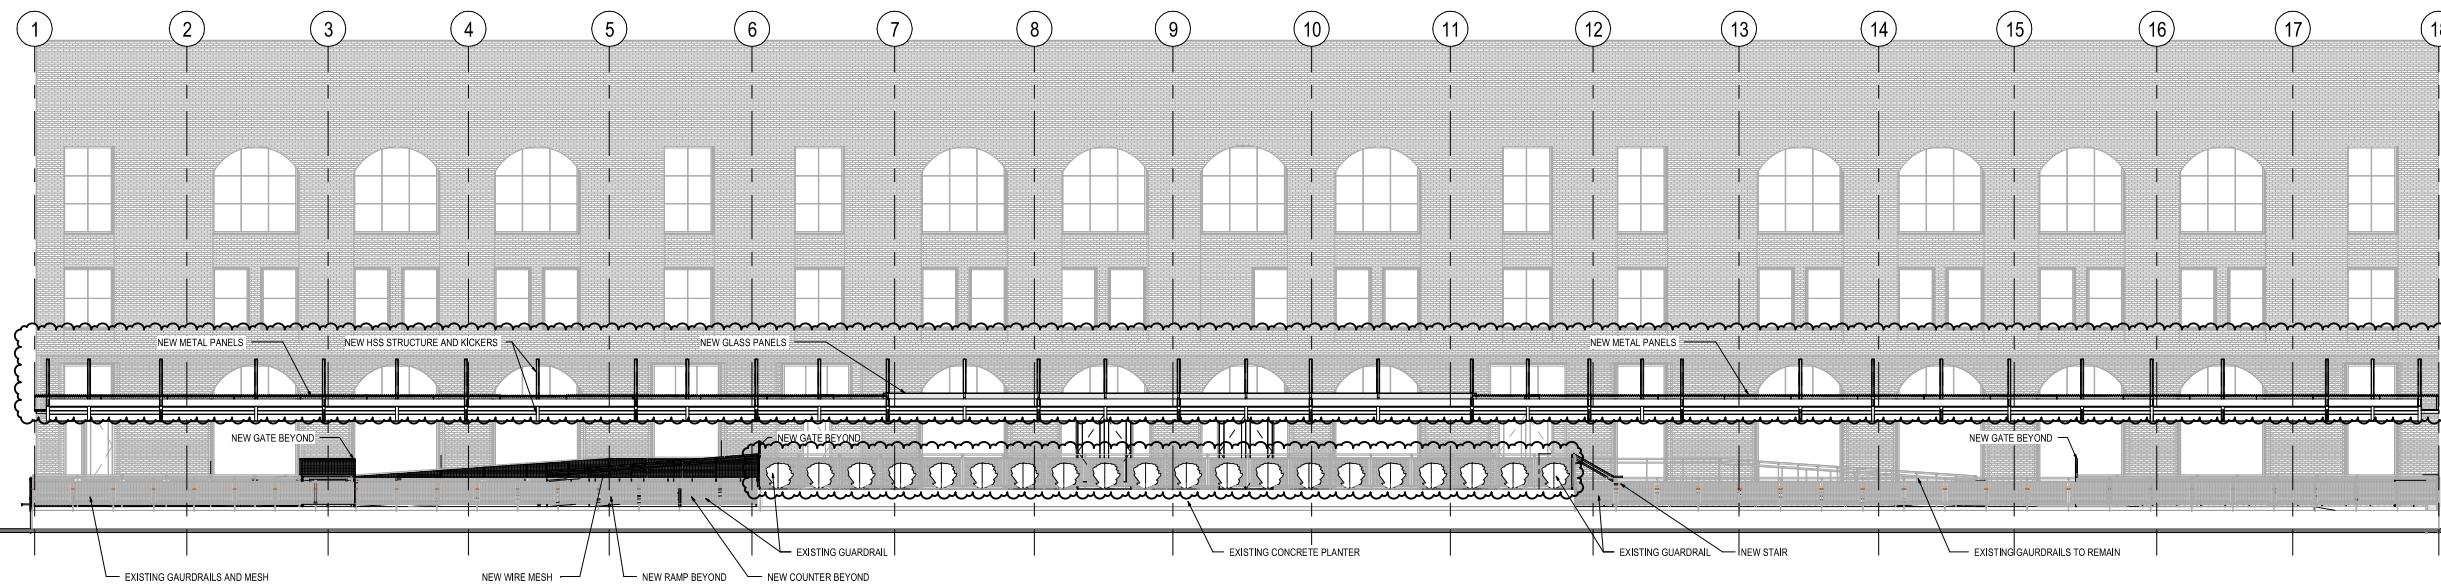 1 2 3 4 5 6 7 8 9 10 11 12 13 14 15 16 17 18
NEW METAL PANELS
NEW HSS STRUCTURE AND KICKERS
NEW GLASS PANELS
NEW METAL PANELS
NEW GATE BEYOND
NEW GATE BEYOND
NEW GATE BEYOND
EXISTING GUARDRAIL
EXISTING CONCRETE PLANTER
EXISTING GUARDRAIL
NEW STAIR
EXISTING GAURDRAILS TO REMAIN
EXISTING GAURDRAILS AND MESH
NEW WIRE MESH
NEW RAMP BEYOND
NEW COUNTER BEYOND